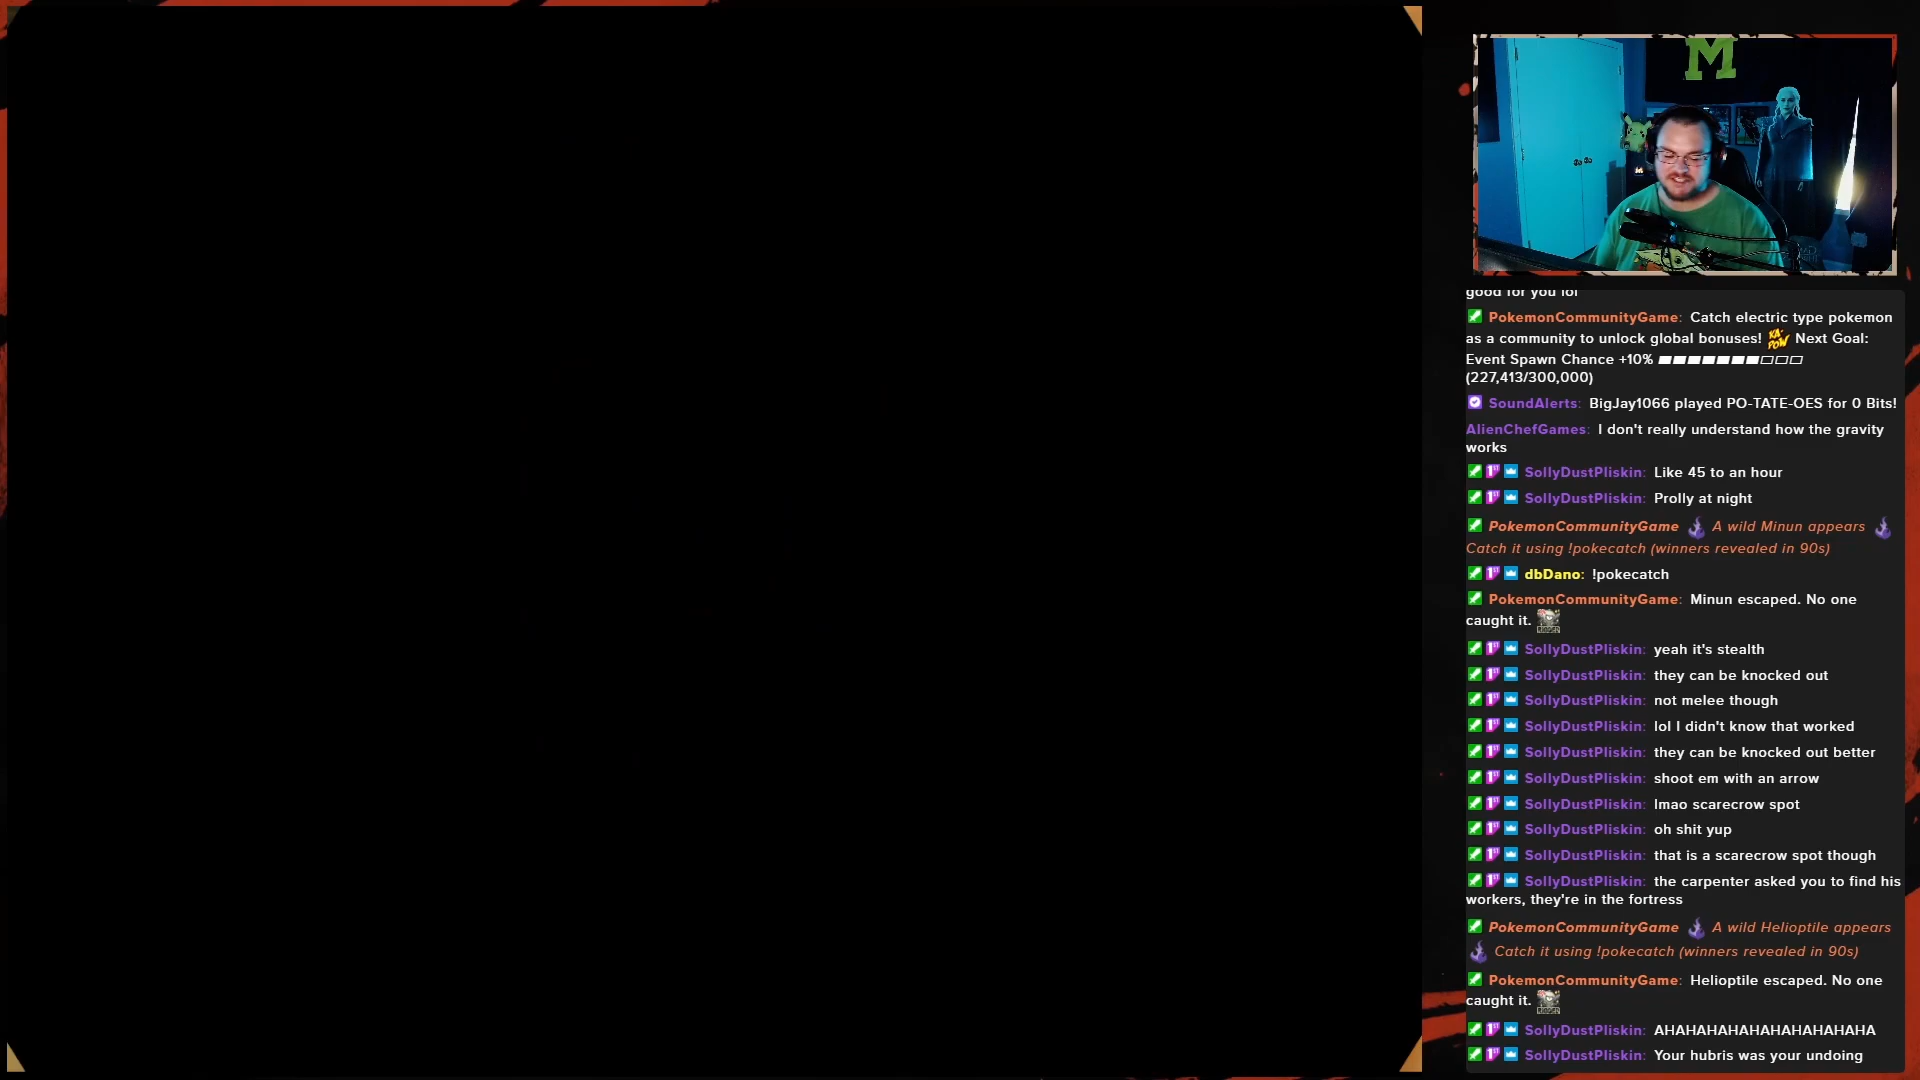 M
good for you lol
PokemonCommunityGame: Catch electric type pokemon
as a community to unlock global bonuses! KA-POW Next Goal:
Event Spawn Chance +10%
(227,413/300,000)
SoundAlerts: BigJay1066 played PO-TATE-OES for 0 Bits!
AlienChefGames: I don't really understand how the gravity
works
SollyDustPliskin: Like 45 to an hour
SollyDustPliskin: Prolly at night
PokemonCommunityGame A wild Minun appears
Catch it using !pokecatch (winners revealed in 90s)
dbDano: !pokecatch
PokemonCommunityGame: Minun escaped. No one
caught it.
SollyDustPliskin: yeah it's stealth
SollyDustPliskin: they can be knocked out
SollyDustPliskin: not melee though
SollyDustPliskin: lol I didn't know that worked
SollyDustPliskin: they can be knocked out better
SollyDustPliskin: shoot em with an arrow
SollyDustPliskin: lmao scarecrow spot
SollyDustPliskin: oh shit yup
SollyDustPliskin: that is a scarecrow spot though
SollyDustPliskin: the carpenter asked you to find his
workers, they're in the fortress
PokemonCommunityGame A wild Helioptile appears
Catch it using !pokecatch (winners revealed in 90s)
PokemonCommunityGame: Helioptile escaped. No one
caught it.
SollyDustPliskin: AHAHAHAHAHAHAHAHAHAHA
SollyDustPliskin: Your hubris was your undoing